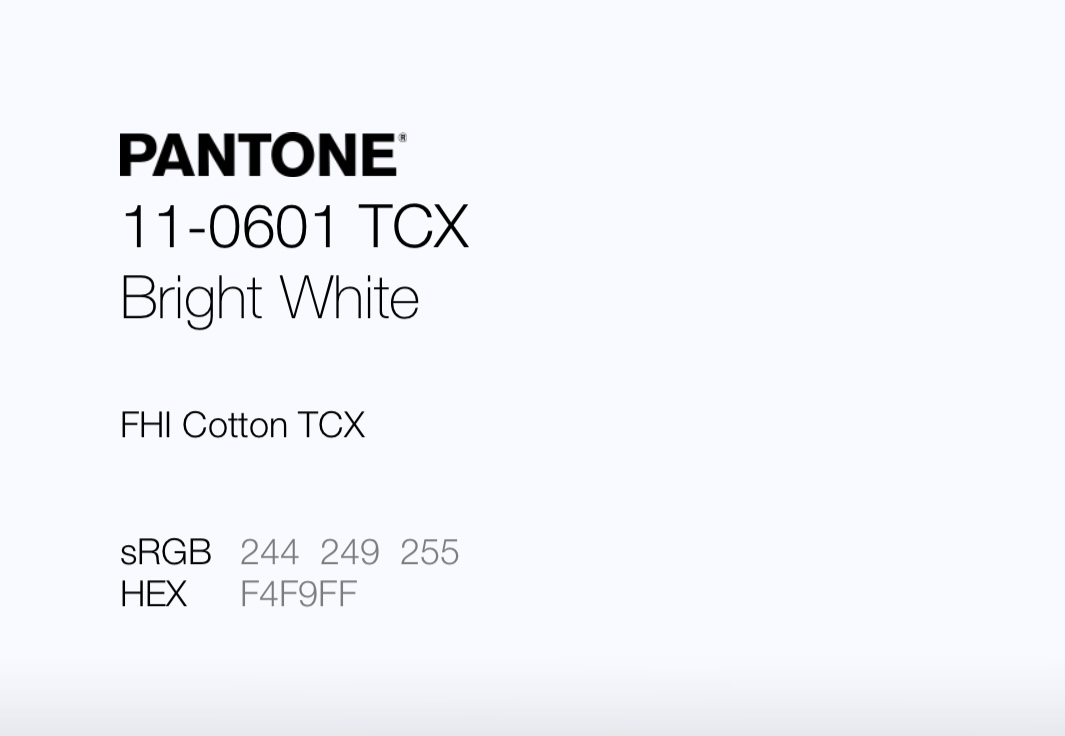 PANTONE®
11-0601 TCX
Bright White
FHI Cotton TCX
sRGB 244 249 255
HEX F4F9FF